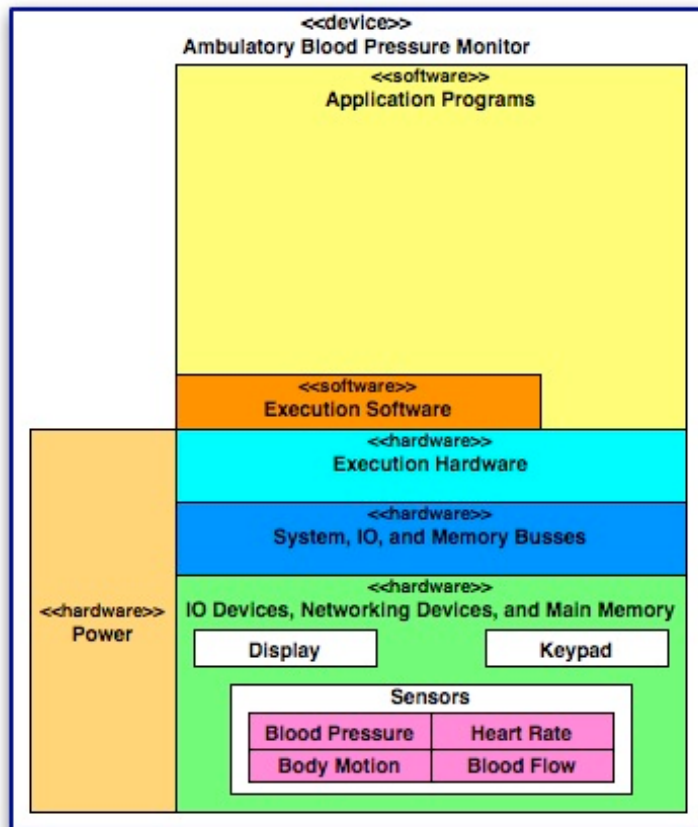 <<device>>
Ambulatory Blood Pressure Monitor
<<software>>
Application Programs
<<software>>
Execution Software
<<hardware>>
Execution Hardware
<<hardware>>
System, IO, and Memory Busses
<<hardware>>
IO Devices, Networking Devices, and Main Memory
<<hardware>>
Power
Display
Keypad
Sensors
Blood Pressure
Heart Rate
Body Motion
Blood Flow